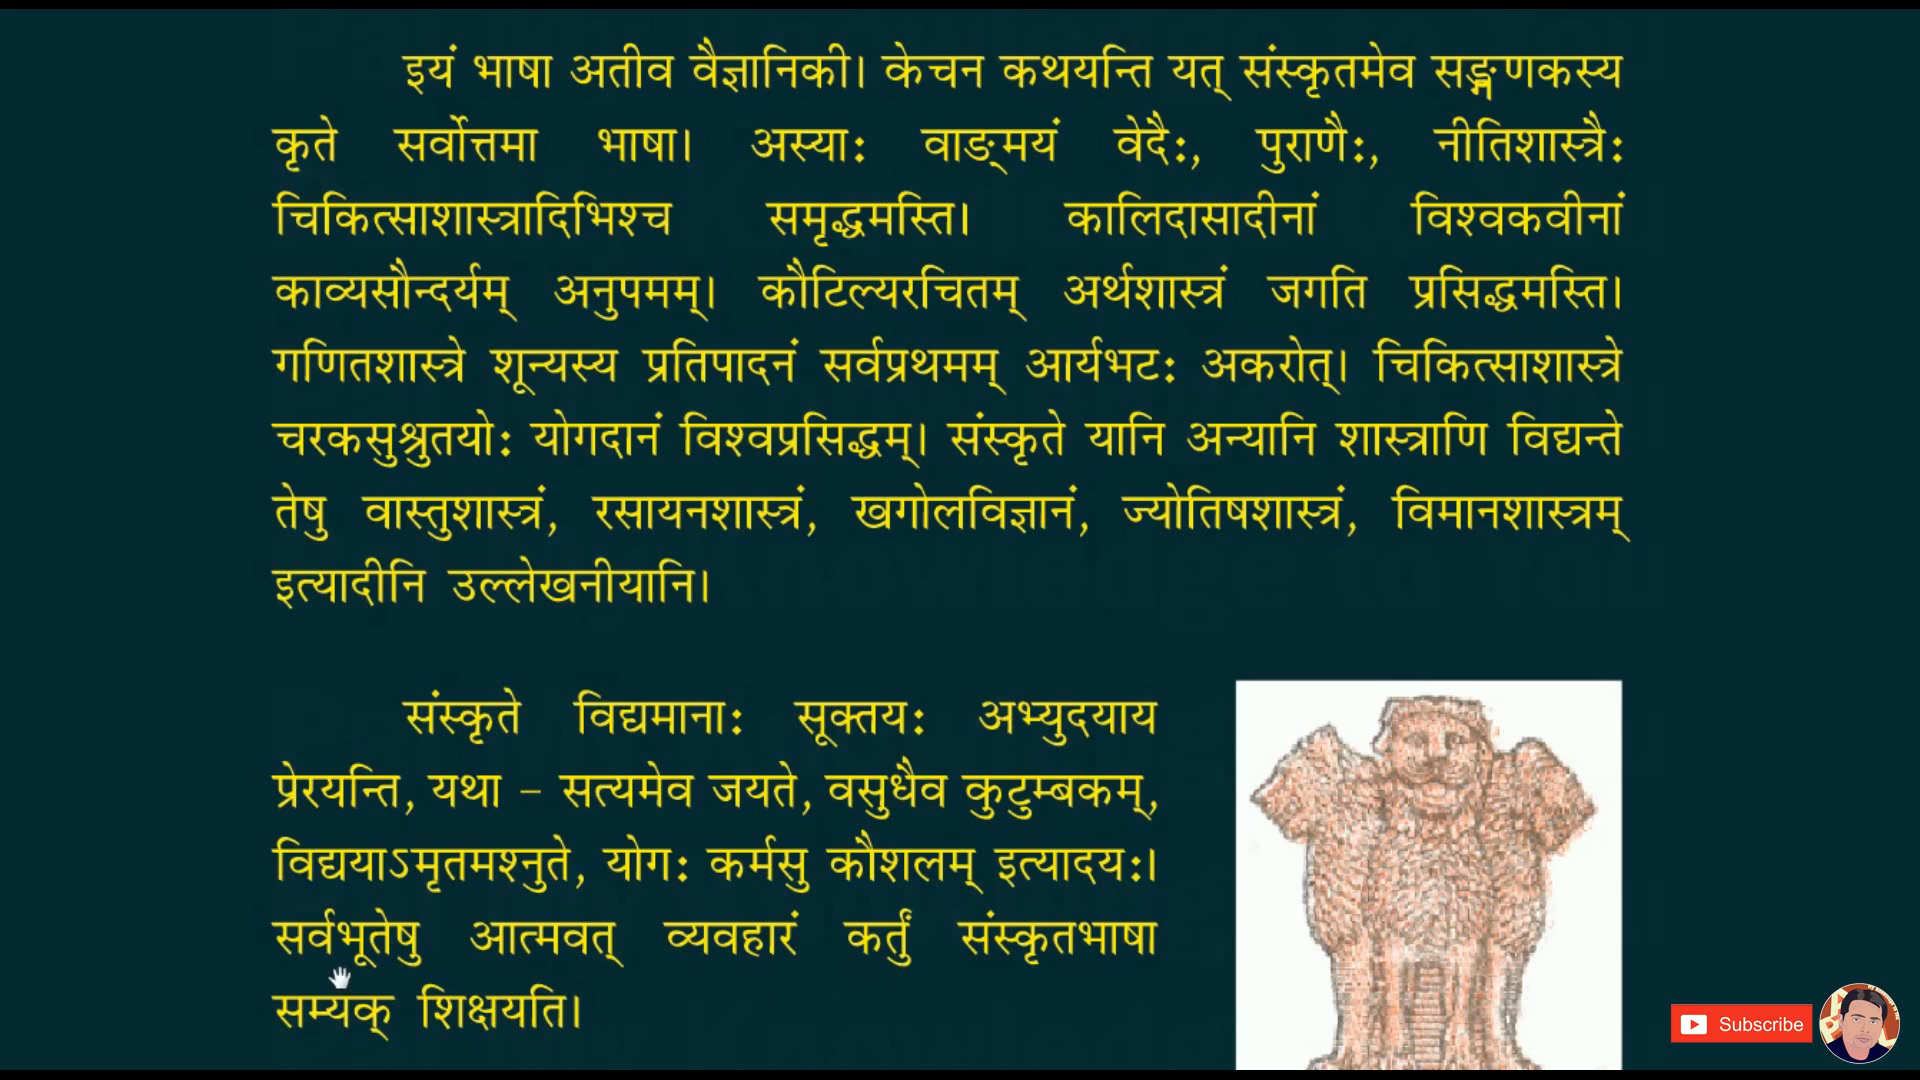 इयं भाषा अतीव वैज्ञानिकी। केचन कथयन्ति यत् संस्कृतमेव सङ्गणकस्य
कृते सर्वोत्तमा भाषा। अस्याः वाङ्मयं वेदैः, पुराणैः, नीतिशास्त्रैः
चिकित्साशास्त्रादिभिश्च समृद्धमस्ति। कालिदासादीनां विश्वकवीनां
काव्यसौन्दर्यम् अनुपमम्। कौटिल्यरचितम् अर्थशास्त्रं जगति प्रसिद्धमस्ति।
गणितशास्त्रे शून्यस्य प्रतिपादनं सर्वप्रथमम् आर्यभटः अकरोत्। चिकित्साशास्त्रे
चरकसुश्रुतयोः योगदानं विश्वप्रसिद्धम्। संस्कृते यानि अन्यानि शास्त्राणि विद्यन्ते
तेषु वास्तुशास्त्रं, रसायनशास्त्रं, खगोलविज्ञानं, ज्योतिषशास्त्रं, विमानशास्त्रम्
इत्यादीनि उल्लेखनीयानि।
संस्कृते विद्यमानाः सूक्तयः अभ्युदयाय
प्रेरयन्ति, यथा – सत्यमेव जयते, वसुधैव कुटुम्बकम्,
विद्ययाऽमृतमश्नुते, योगः कर्मसु कौशलम् इत्यादयः।
सर्वभूतेषु आत्मवत् व्यवहारं कर्तुं संस्कृतभाषा
सम्यक् शिक्षयति।
Subscribe